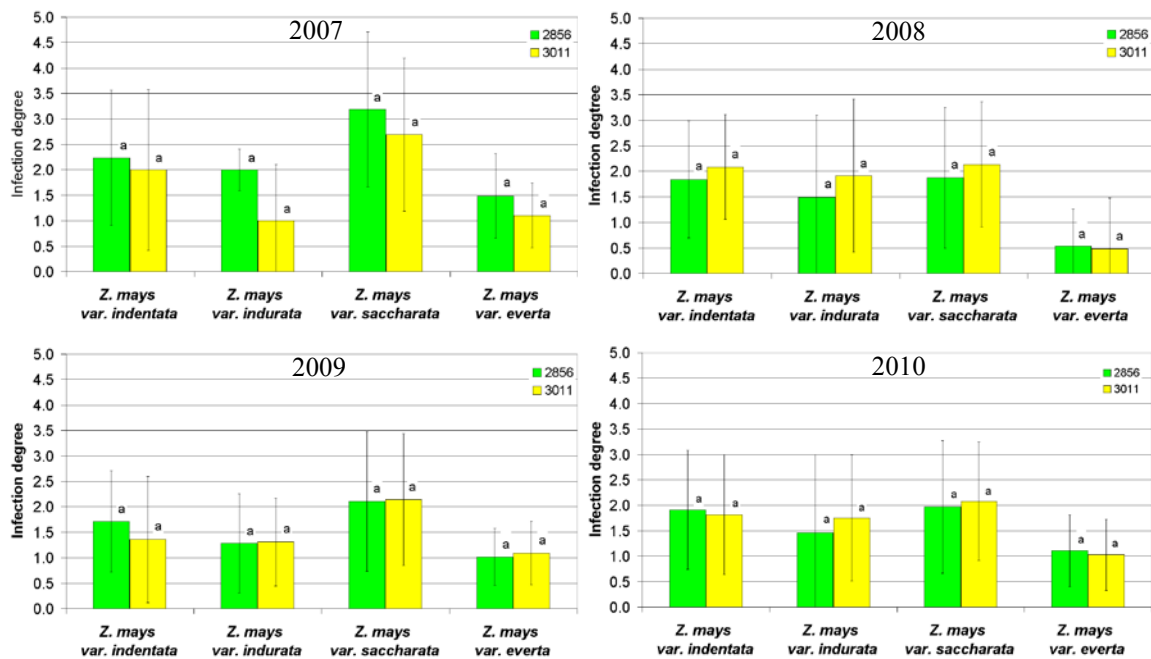 2007
2856
3011
Infection degree
5.0
4.5
4.0
3.5
3.0
2.5
2.0
1.5
1.0
0.5
0.0
a
a
a
a
a
a
a
a
Z. mays
var. indentata
Z. mays
var. indurata
Z. mays
var. saccharata
Z. mays
var. everta
2008
2856
3011
Infection degtree
5.0
4.5
4.0
3.5
3.0
2.5
2.0
1.5
1.0
0.5
0.0
a
a
a
a
a
a
a
a
Z. mays
var. indentata
Z. mays
var. indurata
Z. mays
var. saccharata
Z. mays
var. everta
2009
2856
3011
Infection degree
5.0
4.5
4.0
3.5
3.0
2.5
2.0
1.5
1.0
0.5
0.0
a
a
a
a
a
a
a
a
Z. mays
var. indentata
Z. mays
var. indurata
Z. mays
var. saccharata
Z. mays
var. everta
2010
2856
3011
Infection degree
5.0
4.5
4.0
3.5
3.0
2.5
2.0
1.5
1.0
0.5
0.0
a
a
a
a
a
a
a
a
Z. mays
var. indentata
Z. mays
var. indurata
Z. mays
var. saccharata
Z. mays
var. everta